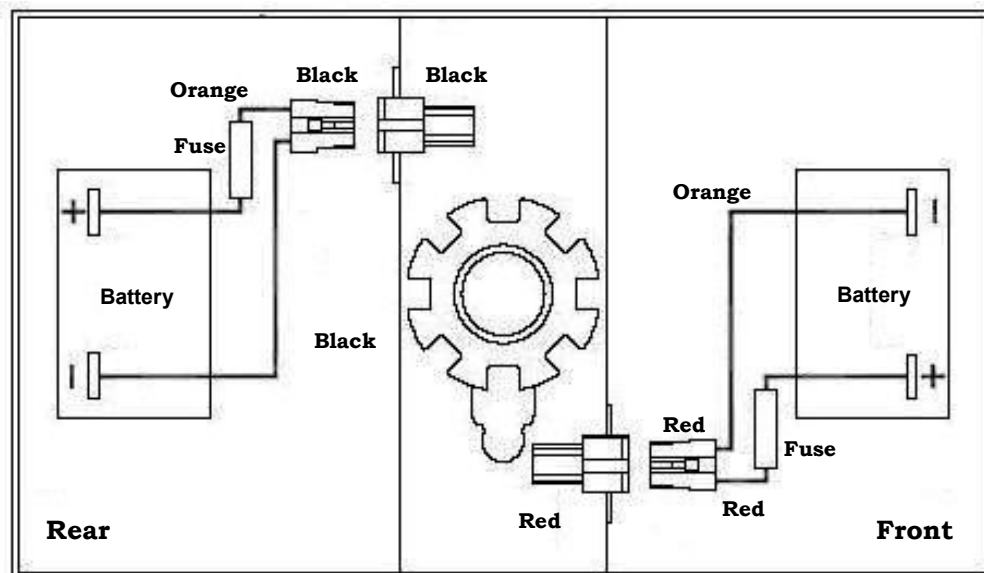 Black
Black
Orange
Fuse
Orange
+
-
Battery
Battery
Black
-
+
Red
Fuse
Red
Red
Rear
Front